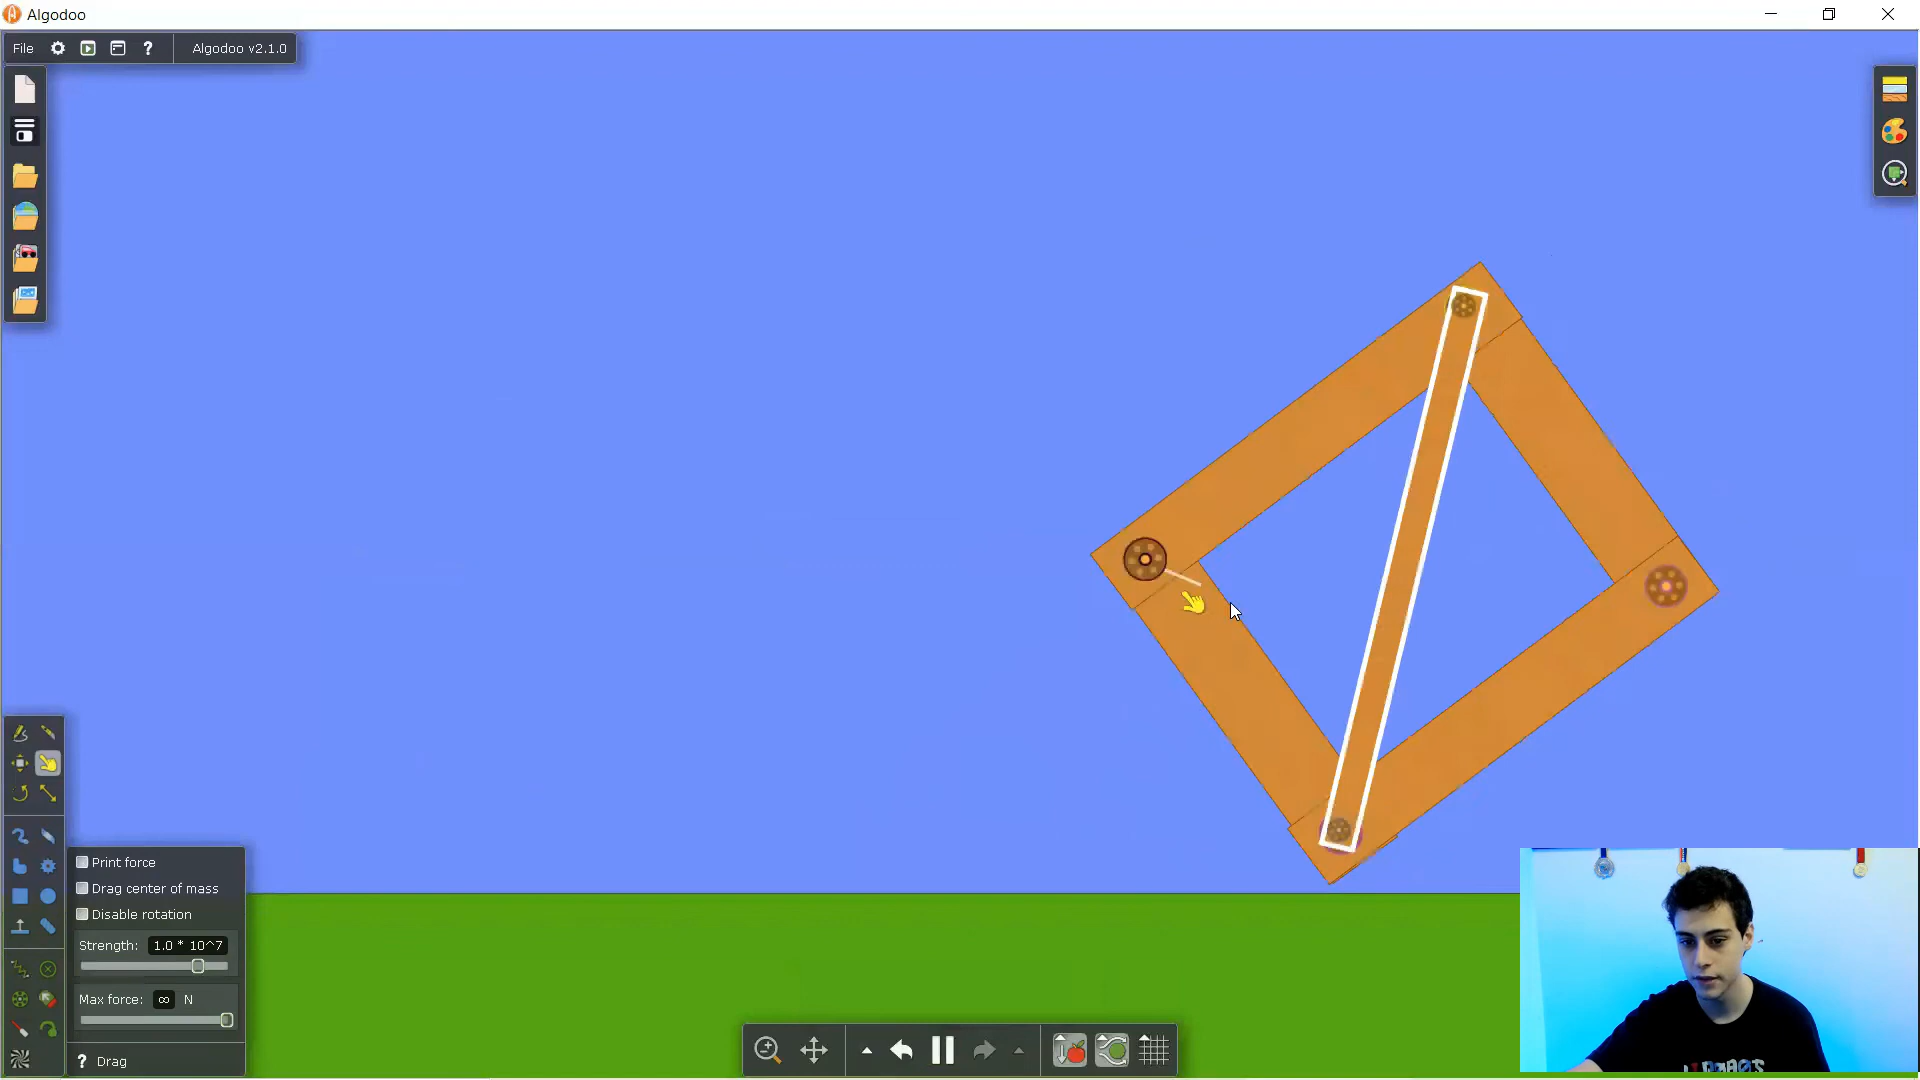 Algodoo
File ? Algodoo v2.1.0
Print force
Drag center of mass
Disable rotation
Strength: 1.0 * 10^7
Max force: ∞ N
? Drag